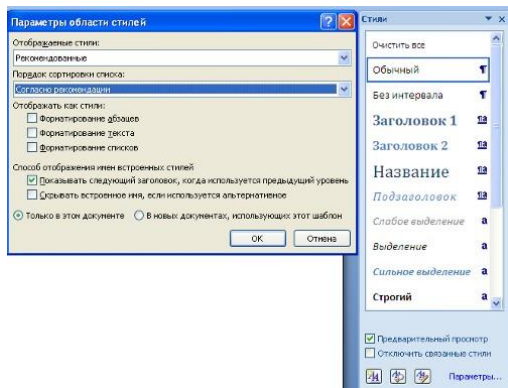 Параметры области стилей
Отображаемые стили:
Рекомендованные
Порядок сортировки списка:
Согласно рекомендации
Отображать как стили:
Форматирование абзацев
Форматирование текста
Форматирование списков
Способ отображения имен встроенных стилей
Показывать следующий заголовок, когда используется предыдущий уровень
Скрывать встроенное имя, если используется альтернативное
Только в этом документе В новых документах, использующих этот шаблон
ОК Отмена
Стили
Очистить все
Обычный ¶
Без интервала ¶
Заголовок 1 ¶a
Заголовок 2 ¶a
Название ¶a
Подзаголовок ¶a
Слабое выделение a
Выделение a
Сильное выделение a
Строгий a
Предварительный просмотр
Отключить связанные стили
Параметры...